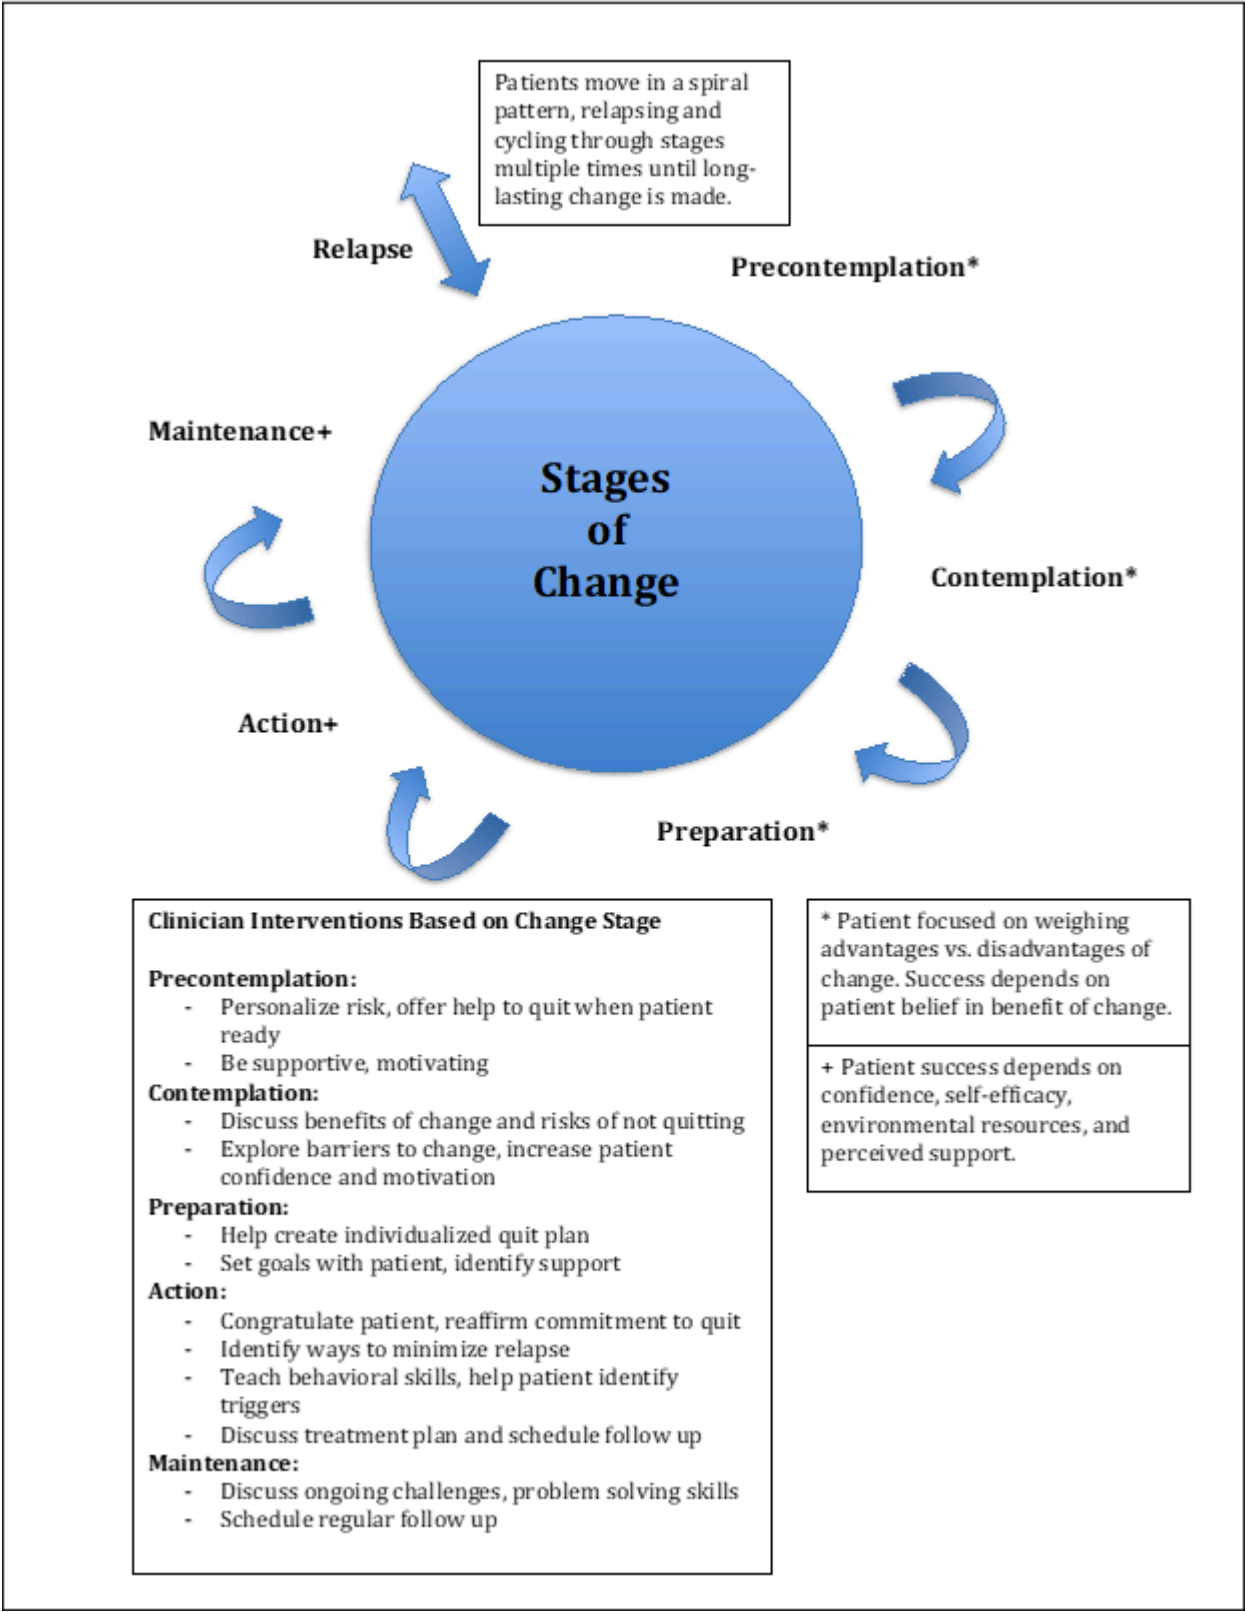 Patients move in a spiral
pattern, relapsing and
cycling through stages
multiple times until long-
lasting change is made.
Relapse
Precontemplation*
Maintenance+
Stages
of
Change
Contemplation*
Action+
Preparation*
Clinician Interventions Based on Change Stage
Precontemplation:
- Personalize risk, offer help to quit when patient
ready
- Be supportive, motivating
Contemplation:
- Discuss benefits of change and risks of not quitting
- Explore barriers to change, increase patient
confidence and motivation
Preparation:
- Help create individualized quit plan
- Set goals with patient, identify support
Action:
- Congratulate patient, reaffirm commitment to quit
- Identify ways to minimize relapse
- Teach behavioral skills, help patient identify
triggers
- Discuss treatment plan and schedule follow up
Maintenance:
- Discuss ongoing challenges, problem solving skills
- Schedule regular follow up
* Patient focused on weighing
advantages vs. disadvantages of
change. Success depends on
patient belief in benefit of change.
+ Patient success depends on
confidence, self-efficacy,
environmental resources, and
perceived support.